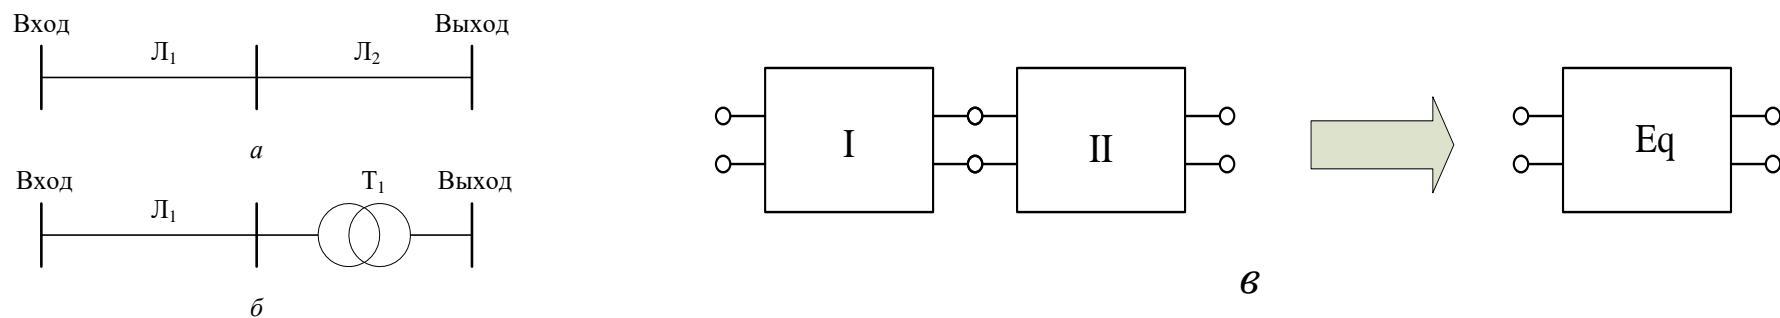 Вход Выход
Л1 Л2
а
Вход Т1 Выход
Л1
б
I II Eq
в